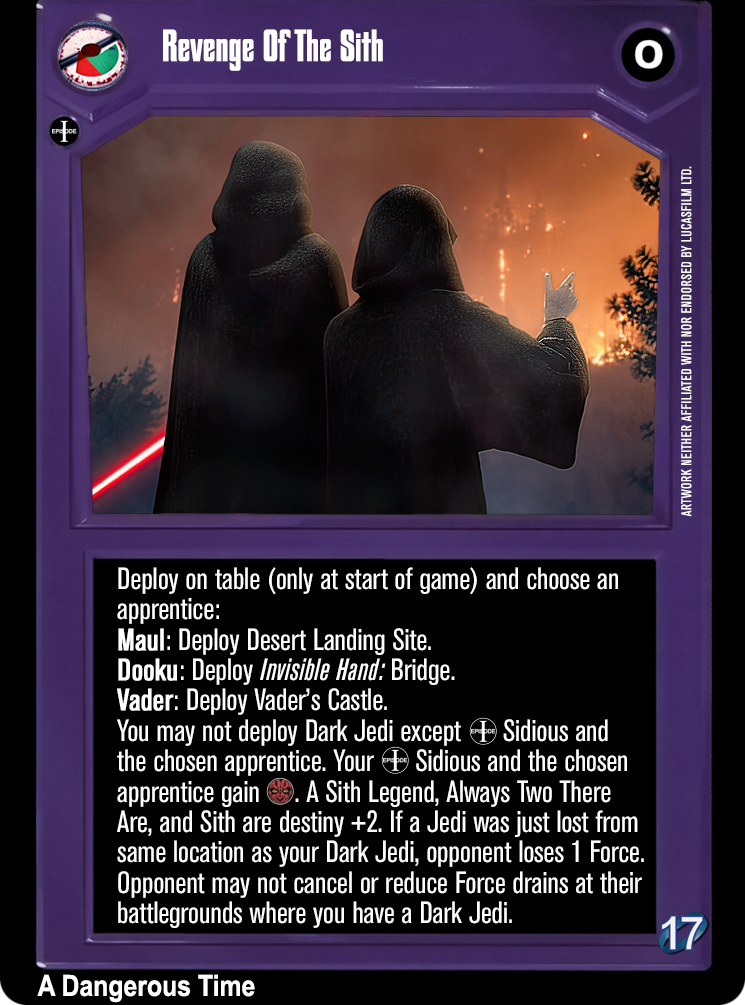 Revenge Of The Sith
O
EPISODE I
ARTWORK NEITHER AFFILIATED WITH NOR ENDORSED BY LUCASFILM LTD.
Deploy on table (only at start of game) and choose an
apprentice:
Maul: Deploy Desert Landing Site.
Dooku: Deploy Invisible Hand: Bridge.
Vader: Deploy Vader's Castle.
You may not deploy Dark Jedi except EPISODE I Sidious and
the chosen apprentice. Your EPISODE I Sidious and the chosen
apprentice gain . A Sith Legend, Always Two There
Are, and Sith are destiny +2. If a Jedi was just lost from
same location as your Dark Jedi, opponent loses 1 Force.
Opponent may not cancel or reduce Force drains at their
battlegrounds where you have a Dark Jedi.
17
A Dangerous Time